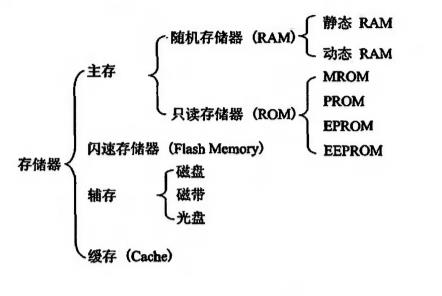 存储器
主存
随机存储器（RAM）
静态 RAM
动态 RAM
只读存储器（ROM）
MROM
PROM
EPROM
EEPROM
闪速存储器（Flash Memory）
辅存
磁盘
磁带
光盘
缓存（Cache）